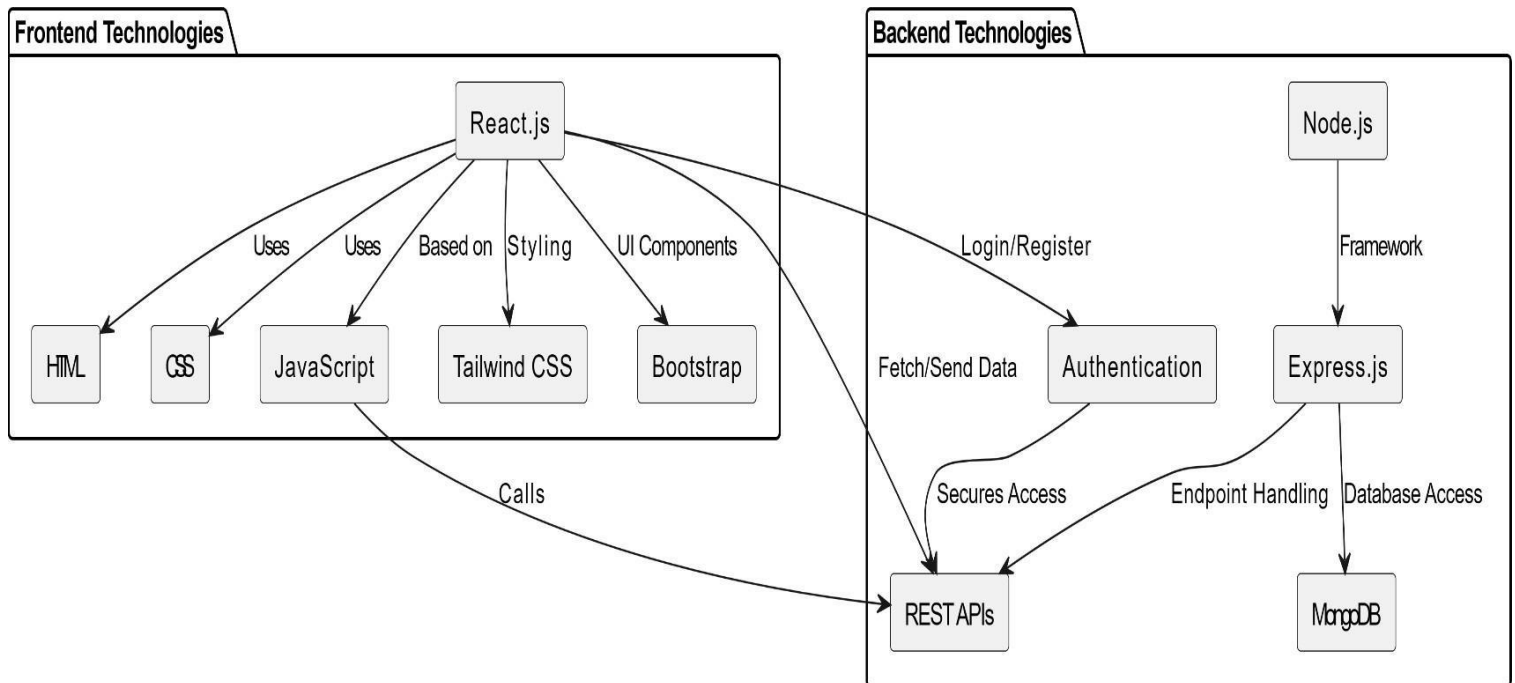 Frontend Technologies
Backend Technologies
React.js
Node.js
Uses
Uses
Based on
Styling
UI Components
Login/Register
Framework
HTML
CSS
JavaScript
Tailwind CSS
Bootstrap
Fetch/Send Data
Authentication
Express.js
Calls
Secures Access
Endpoint Handling
Database Access
REST APIs
MongoDB